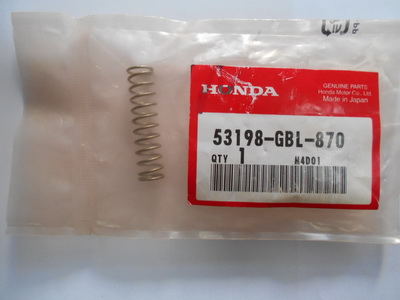 HONDA
GENUINE PARTS
Honda Motor Co., Ltd.
Made in Japan
53198-GBL-870
QTY 1 H4D01